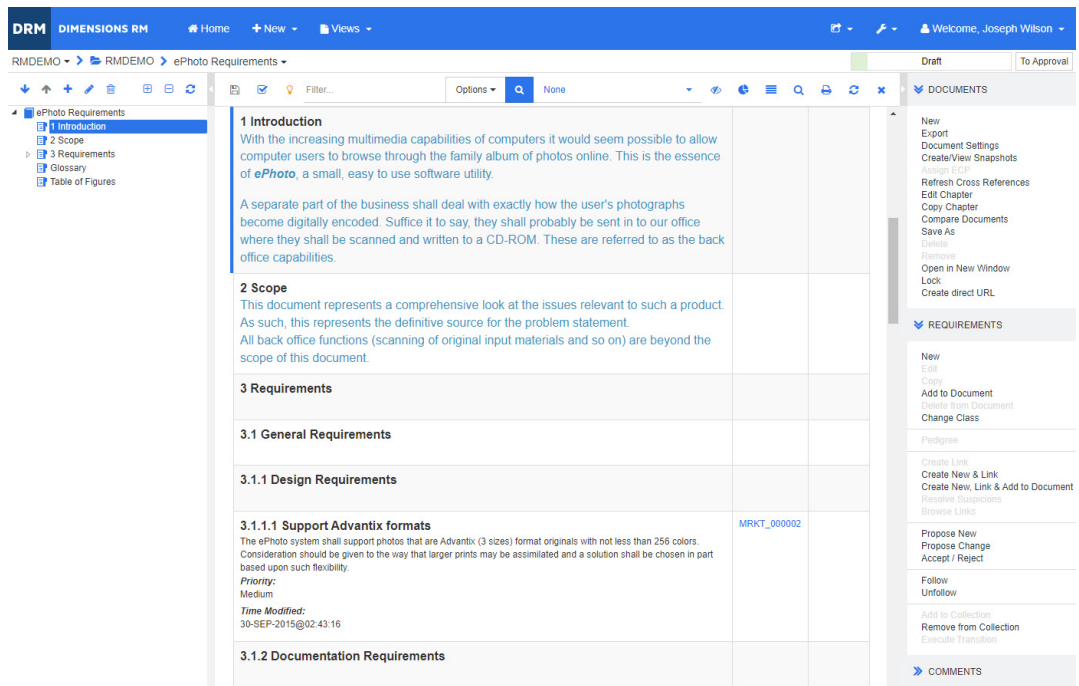 DRM DIMENSIONS RM Home New Views Welcome, Joseph Wilson
RMDEMO RMDEMO ePhoto Requirements Draft To Approval
Filter... Options None
ePhoto Requirements
1 Introduction
2 Scope
3 Requirements
Glossary
Table of Figures
1 Introduction
With the increasing multimedia capabilities of computers it would seem possible to allow
computer users to browse through the family album of photos online. This is the essence
of ePhoto, a small, easy to use software utility.
A separate part of the business shall deal with exactly how the user's photographs
become digitally encoded. Suffice it to say, they shall probably be sent in to our office
where they shall be scanned and written to a CD-ROM. These are referred to as the back
office capabilities.
2 Scope
This document represents a comprehensive look at the issues relevant to such a product.
As such, this represents the definitive source for the problem statement.
All back office functions (scanning of original input materials and so on) are beyond the
scope of this document.
3 Requirements
3.1 General Requirements
3.1.1 Design Requirements
3.1.1.1 Support Advantix formats MRKT_000002
The ePhoto system shall support photos that are Advantix (3 sizes) format originals with not less than 256 colors.
Consideration should be given to the way that larger prints may be assimilated and a solution shall be chosen in part
based upon such flexibility.
Priority:
Medium
Time Modified:
30-SEP-2015@02:43:16
3.1.2 Documentation Requirements
DOCUMENTS
New
Export
Document Settings
Create/View Snapshots
Assign ECP
Refresh Cross References
Edit Chapter
Copy Chapter
Compare Documents
Save As
Delete
Remove
Open in New Window
Lock
Create direct URL
REQUIREMENTS
New
Edit
Copy
Add to Document
Delete from Document
Change Class
Pedigree
Create Link
Create New & Link
Create New, Link & Add to Document
Resolve Suspicions
Browse Links
Propose New
Propose Change
Accept / Reject
Follow
Unfollow
Add to Collection
Remove from Collection
Execute Transition
COMMENTS